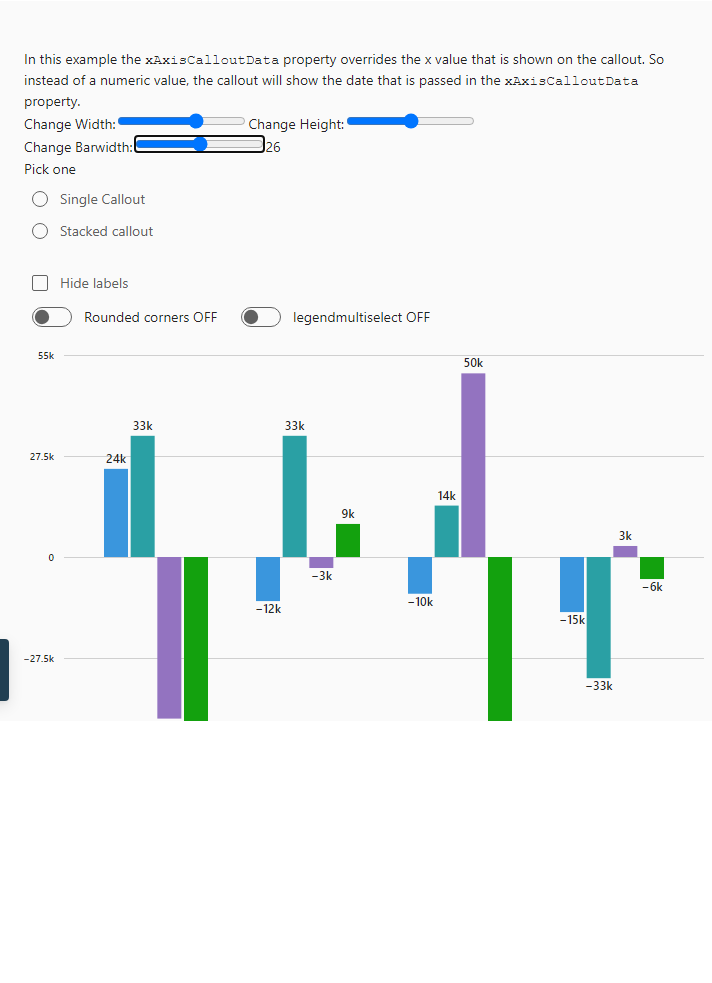 In this example the xAxisCalloutData property overrides the x value that is shown on the callout. So
instead of a numeric value, the callout will show the date that is passed in the xAxisCalloutData
property.
Change Width: Change Height:
Change Barwidth: 26
Pick one
Single Callout
Stacked callout
Hide labels
Rounded corners OFF legendmultiselect OFF
55k
50k
33k 33k
24k
27.5k
14k
9k
3k
0
−3k
−6k
−12k
−10k
−15k
−27.5k
−33k